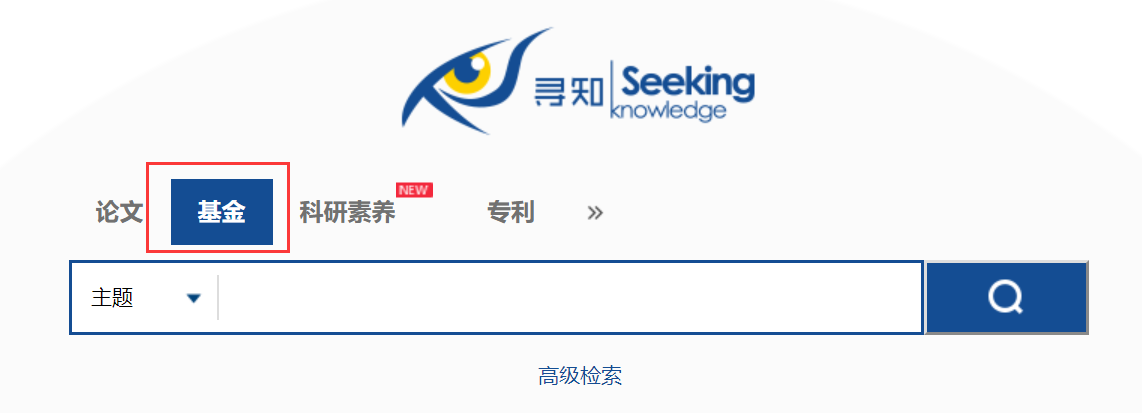 寻知 Seeking
knowledge
论文 基金 科研素养 NEW 专利 »
主题
高级检索